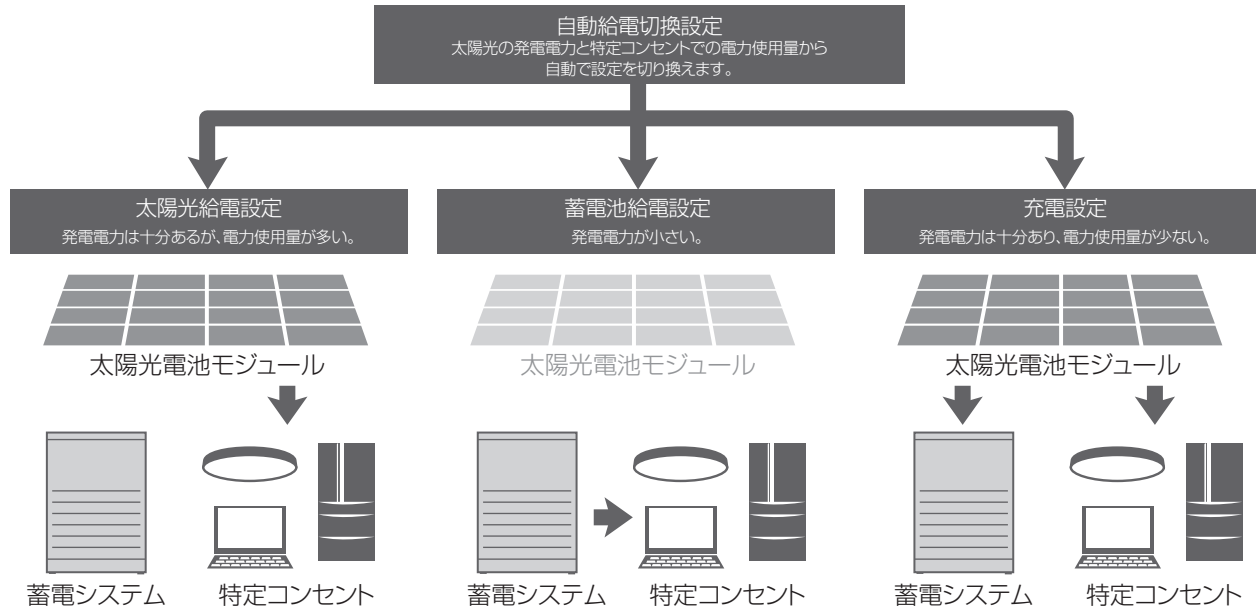 自動給電切換設定
太陽光の発電電力と特定コンセントでの電力使用量から
自動で設定を切り換えます。
太陽光給電設定
発電電力は十分あるが、電力使用量が多い。
太陽光電池モジュール
蓄電システム
特定コンセント
蓄電池給電設定
発電電力が小さい。
太陽光電池モジュール
蓄電システム
特定コンセント
充電設定
発電電力は十分あり、電力使用量が少ない。
太陽光電池モジュール
蓄電システム
特定コンセント